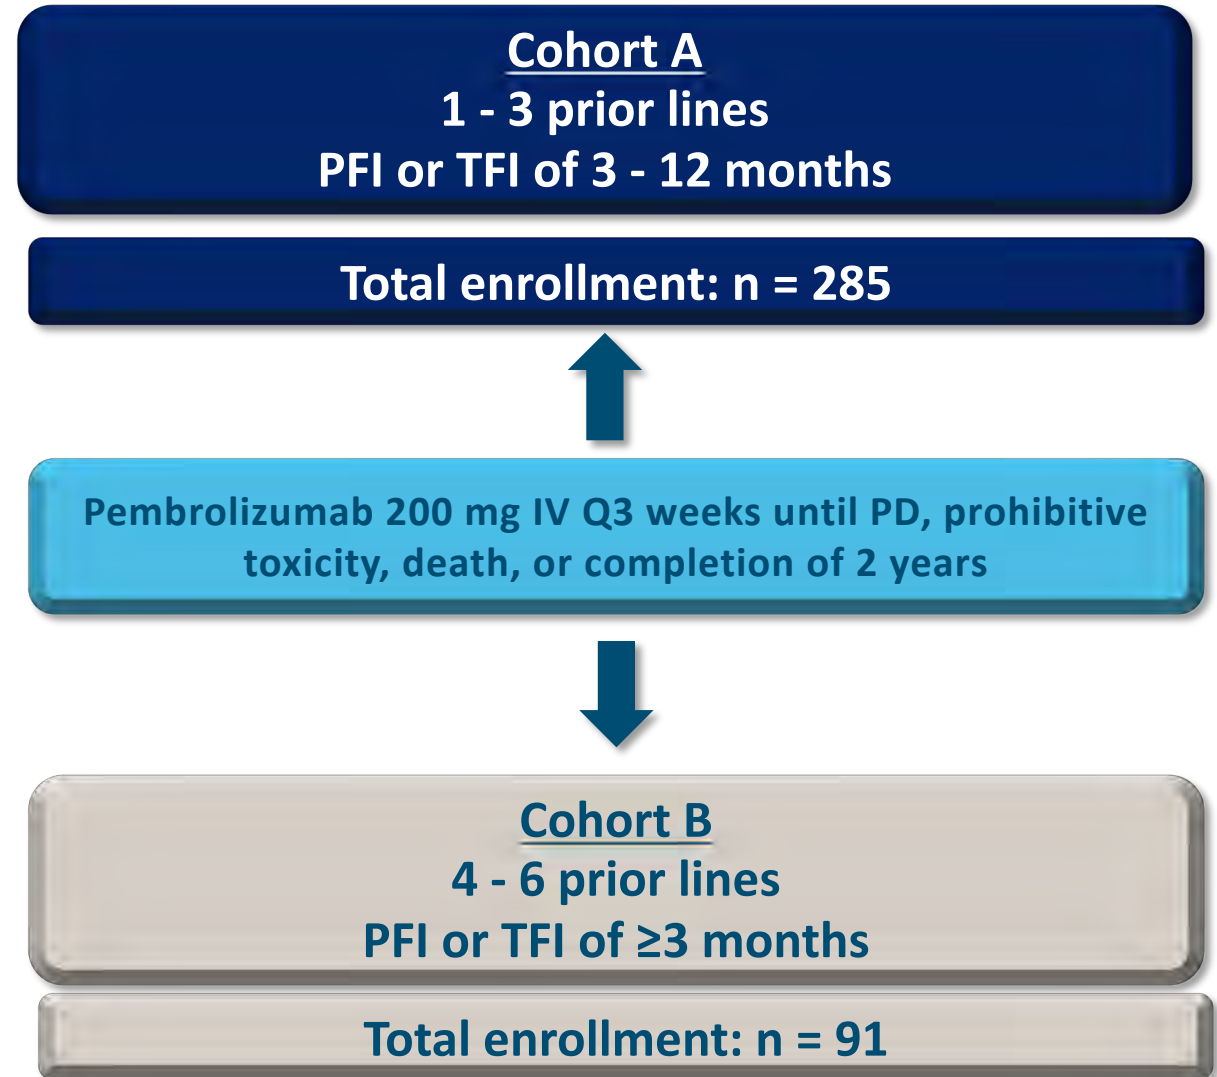 Cohort A
1 - 3 prior lines
PFI or TFI of 3 - 12 months
Total enrollment: n = 285
Pembrolizumab 200 mg IV Q3 weeks until PD, prohibitive
toxicity, death, or completion of 2 years
Cohort B
4 - 6 prior lines
PFI or TFI of ≥3 months
Total enrollment: n = 91